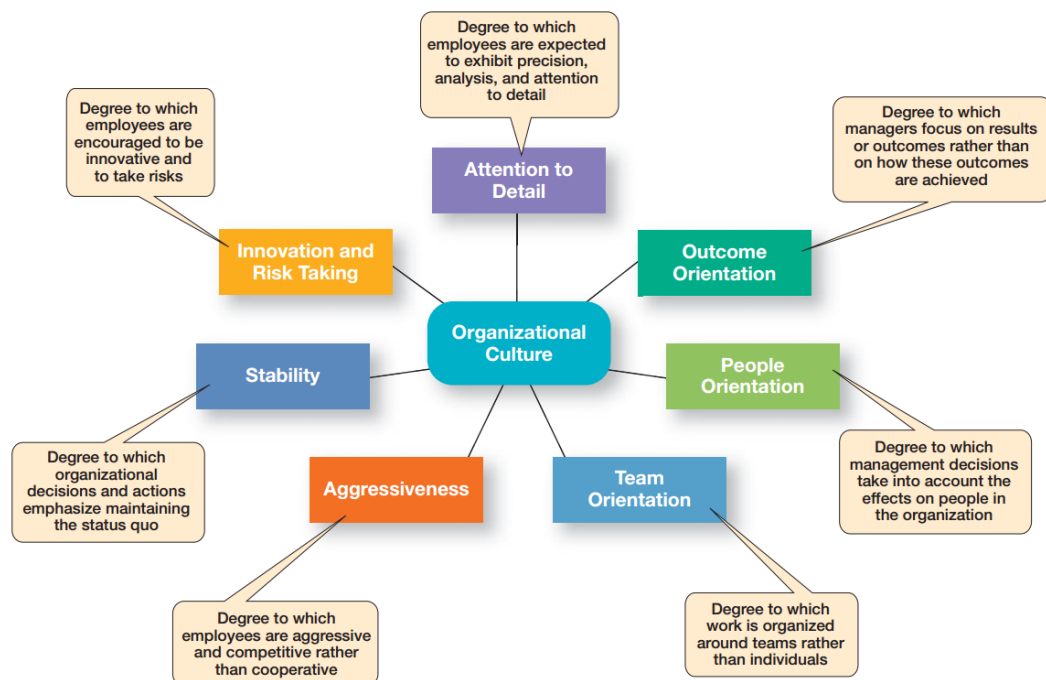 Degree to which
employees are expected
to exhibit precision,
analysis, and attention
to detail
Attention to
Detail
Degree to which
managers focus on results
or outcomes rather than
on how these outcomes
are achieved
Outcome
Orientation
People
Orientation
Degree to which
management decisions
take into account the
effects on people in
the organization
Team
Orientation
Degree to which
work is organized
around teams rather
than individuals
Aggressiveness
Degree to which
employees are aggressive
and competitive rather
than cooperative
Stability
Degree to which
organizational
decisions and actions
emphasize maintaining
the status quo
Degree to which
employees are
encouraged to be
innovative and
to take risks
Innovation and
Risk Taking
Organizational
Culture